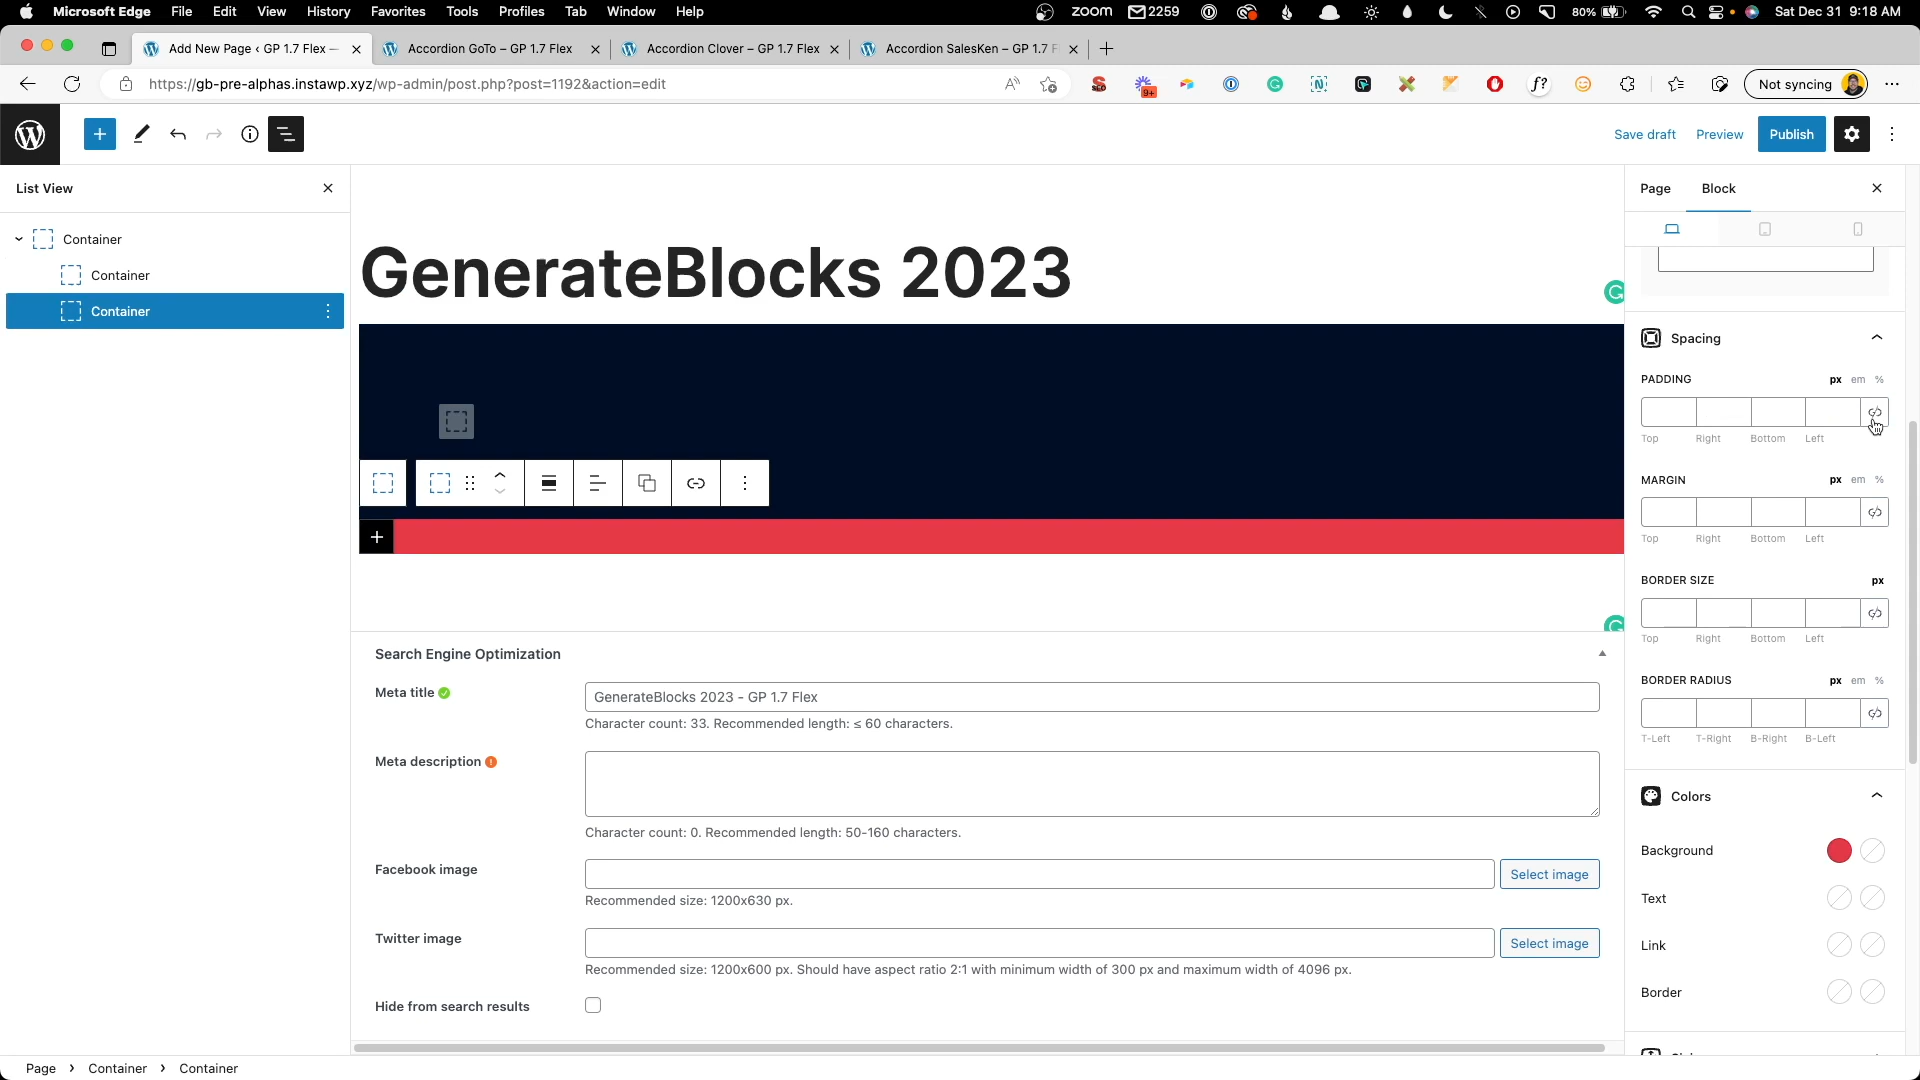 Microsoft Edge File Edit View History Favorites Tools Profiles Tab Window Help zoom 2259 80% Sat Dec 31 9:18 AM
Add New Page ‹ GP 1.7 Flex — Accordion GoTo – GP 1.7 Flex Accordion Clover – GP 1.7 Flex Accordion SalesKen – GP 1.7 F
https://gb-pre-alphas.instawp.xyz/wp-admin/post.php?post=1192&action=edit 9+ Not syncing
Save draft Preview Publish
List View
Page Block
Container
Container
Container
GenerateBlocks 2023
Spacing
PADDING px em %
Top Right Bottom Left
MARGIN px em %
Top Right Bottom Left
BORDER SIZE px
Top Right Bottom Left
BORDER RADIUS px em %
T-Left T-Right B-Right B-Left
Colors
Background
Text
Link
Border
Search Engine Optimization
Meta title
GenerateBlocks 2023 - GP 1.7 Flex
Character count: 33. Recommended length: ≤ 60 characters.
Meta description
Character count: 0. Recommended length: 50-160 characters.
Facebook image
Select image
Recommended size: 1200x630 px.
Twitter image
Select image
Recommended size: 1200x600 px. Should have aspect ratio 2:1 with minimum width of 300 px and maximum width of 4096 px.
Hide from search results
Page › Container › Container